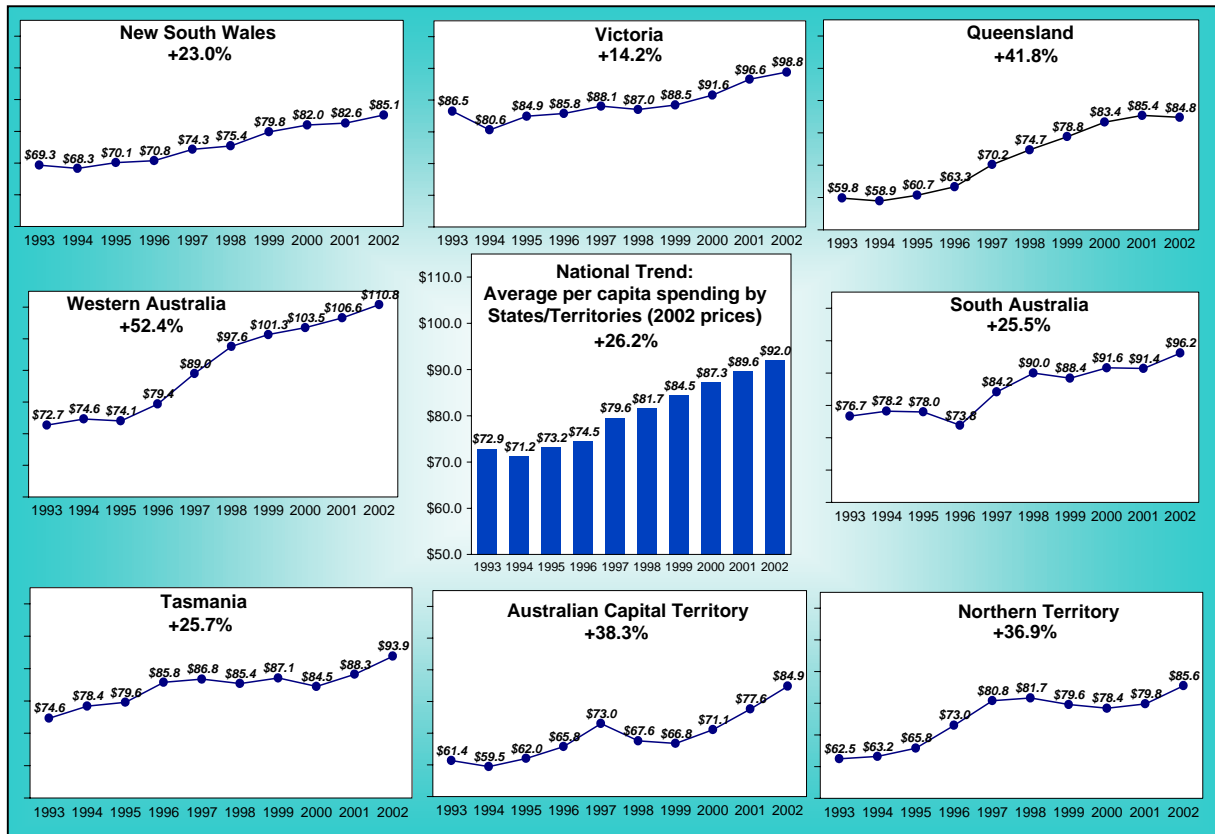 New South Wales
+23.0%
$69.3 $68.3 $70.1 $70.8 $74.3 $75.4 $79.8 $82.0 $82.6 $85.1
1993 1994 1995 1996 1997 1998 1999 2000 2001 2002
Victoria
+14.2%
$86.5 $80.6 $84.9 $85.8 $88.1 $87.0 $88.5 $91.6 $96.6 $98.8
1993 1994 1995 1996 1997 1998 1999 2000 2001 2002
Queensland
+41.8%
$59.8 $58.9 $60.7 $63.3 $70.2 $74.7 $78.8 $83.4 $85.4 $84.8
1993 1994 1995 1996 1997 1998 1999 2000 2001 2002
Western Australia
+52.4%
$72.7 $74.6 $74.1 $79.4 $89.0 $97.6 $101.3 $103.5 $106.6 $110.8
1993 1994 1995 1996 1997 1998 1999 2000 2001 2002
National Trend:
Average per capita spending by
States/Territories (2002 prices)
+26.2%
$110.0
$100.0
$90.0
$80.0
$70.0
$60.0
$50.0
$72.9 $71.2 $73.2 $74.5 $79.6 $81.7 $84.5 $87.3 $89.6 $92.0
1993 1994 1995 1996 1997 1998 1999 2000 2001 2002
South Australia
+25.5%
$76.7 $78.2 $78.0 $73.8 $84.2 $90.0 $88.4 $91.6 $91.4 $96.2
1993 1994 1995 1996 1997 1998 1999 2000 2001 2002
Tasmania
+25.7%
$74.6 $78.4 $79.6 $85.8 $86.8 $85.4 $87.1 $84.5 $88.3 $93.9
1993 1994 1995 1996 1997 1998 1999 2000 2001 2002
Australian Capital Territory
+38.3%
$61.4 $59.5 $62.0 $65.8 $73.0 $67.6 $66.8 $71.1 $77.6 $84.9
1993 1994 1995 1996 1997 1998 1999 2000 2001 2002
Northern Territory
+36.9%
$62.5 $63.2 $65.8 $73.0 $80.8 $81.7 $79.6 $78.4 $79.8 $85.6
1993 1994 1995 1996 1997 1998 1999 2000 2001 2002